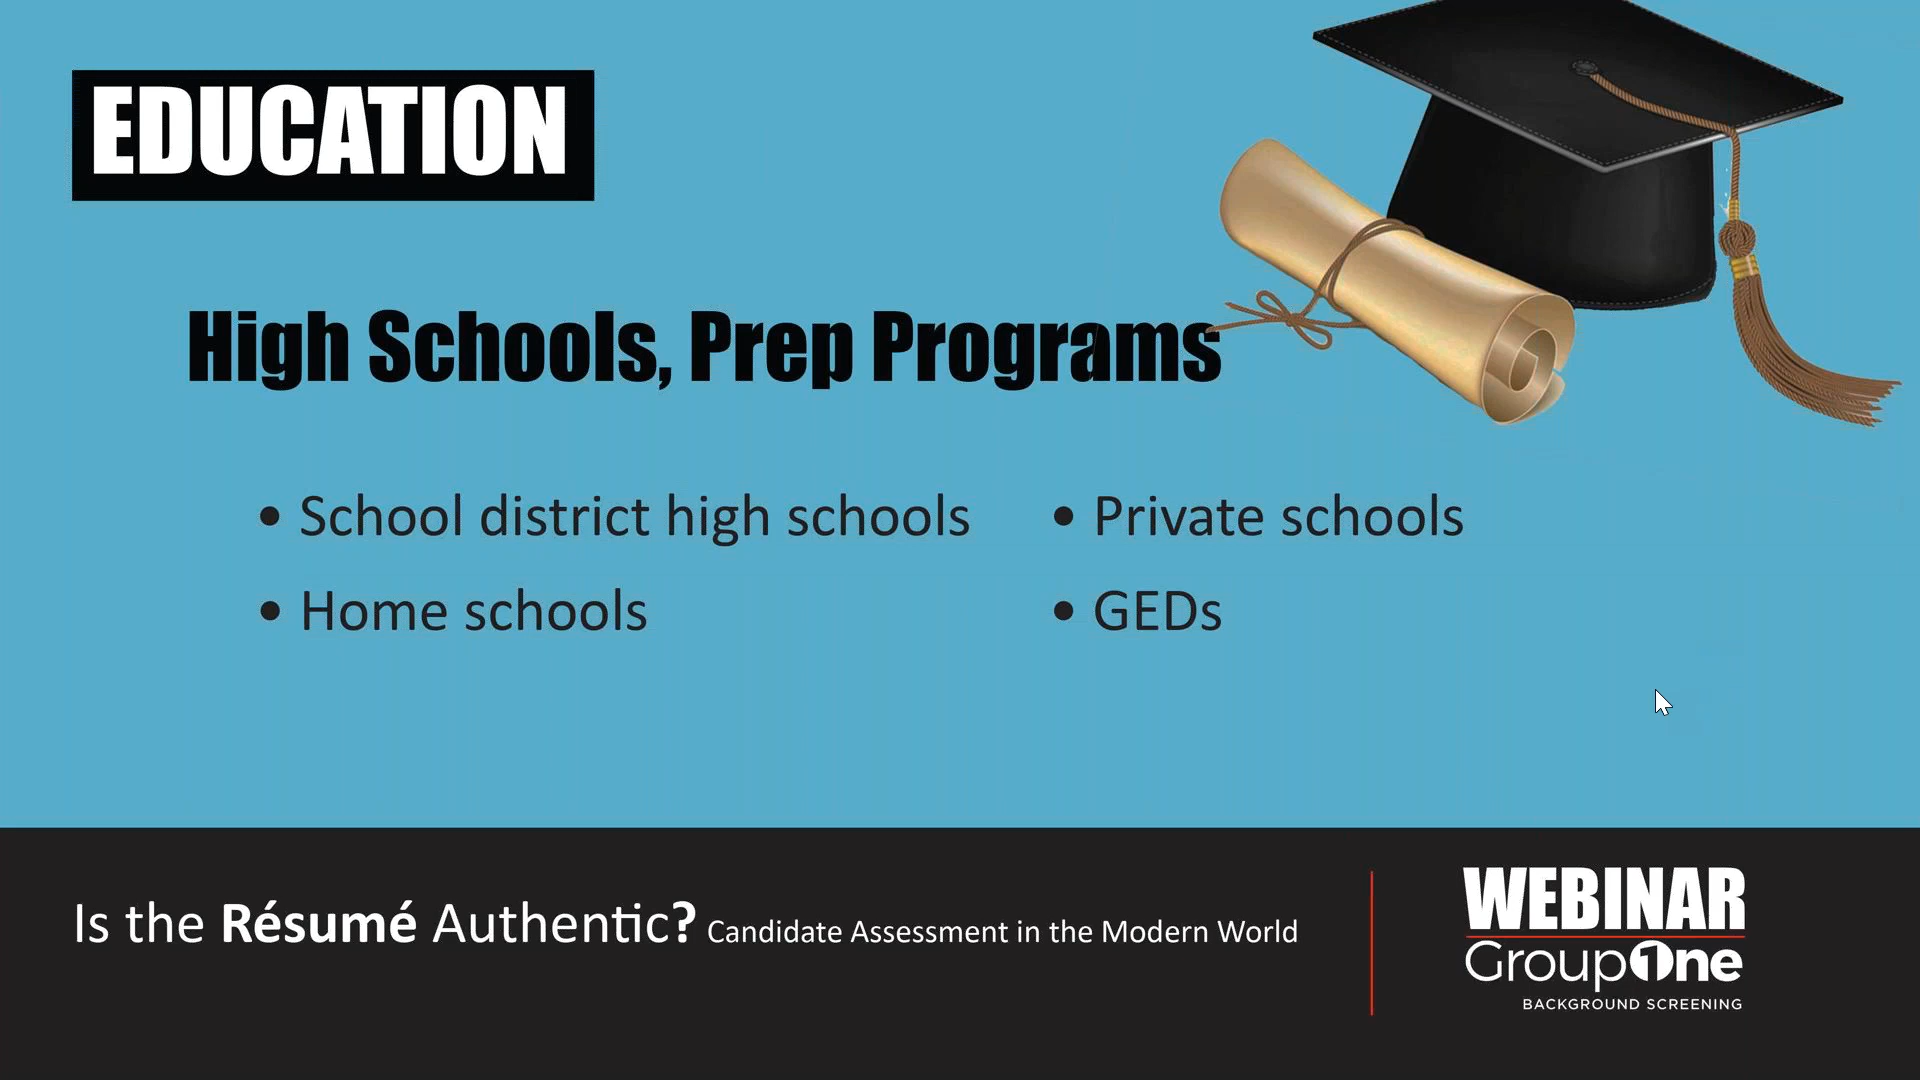 EDUCATION
High Schools, Prep Programs
• School district high schools
• Home schools
• Private schools
• GEDs
Is the Résumé Authentic? Candidate Assessment in the Modern World
WEBINAR
GroupOne
BACKGROUND SCREENING